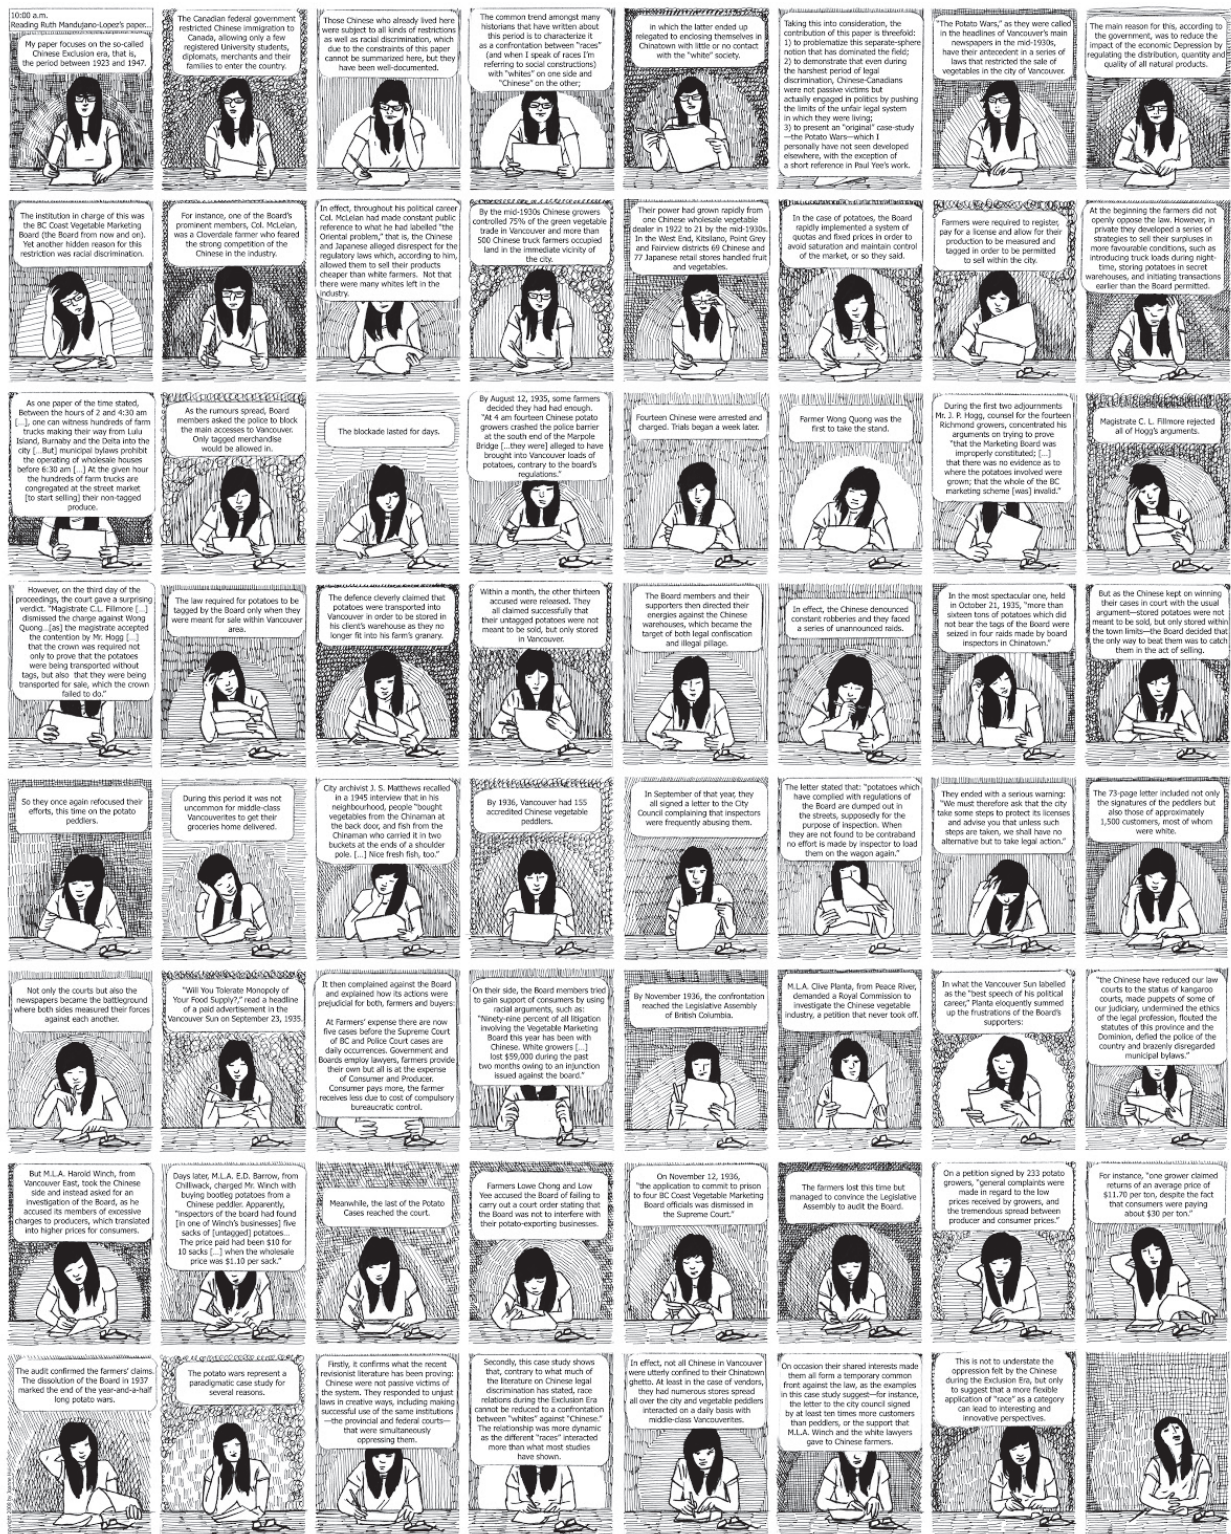 10:00 a.m.
Reading Ruth Mandujano-Lopez's paper...
My paper focuses on the so-called
Chinese Exclusion era, that is,
the period between 1923 and 1947.
The Canadian federal government
restricted Chinese immigration to
Canada, allowing only a few
registered University students,
diplomats, merchants and their
families to enter the country.
Those Chinese who already lived here
were subject to all kinds of restrictions
as well as racial discrimination, which
due to the constraints of this paper
cannot be summarized here, but they
have been well-documented.
The common trend amongst many
historians that have written about
this period is to characterize it
as a confrontation between "races"
(and when I speak of races I'm
referring to social constructions)
with "whites" on one side and
"Chinese" on the other;
in which the latter ended up
relegated to enclosing themselves in
Chinatown with little or no contact
with the "white" society.
Taking this into consideration, the
contribution of this paper is threefold:
1) to problematize this separate-sphere
notion that has dominated the field;
2) to demonstrate that even during
the harshest period of legal
discrimination, Chinese-Canadians
were not passive victims but
actually engaged in politics by pushing
the limits of the unfair legal system
in which they were living;
3) to present an "original" case-study
—the Potato Wars—which I
personally have not seen developed
elsewhere, with the exception of
a short reference in Paul Yee's work.
"The Potato Wars," as they were called
in the headlines of Vancouver's main
newspapers in the mid-1930s,
have their antecedent in a series of
laws that restricted the sale of
vegetables in the city of Vancouver.
The main reason for this, according to
the government, was to reduce the
impact of the economic Depression by
regulating the distribution, quantity and
quality of all natural products.
The institution in charge of this was
the BC Coast Vegetable Marketing
Board (the Board from now and on).
Yet another hidden reason for this
restriction was racial discrimination.
For instance, one of the Board's
prominent members, Col. McLean,
was a Cloverdale farmer who feared
the strong competition of the
Chinese in the industry.
In effect, throughout his political career
Col. McLelan had made constant public
reference to what he had labelled "the
Oriental problem," that is, the Chinese
and Japanese alleged disrespect for the
regulatory laws which, according to him,
allowed them to sell their products
cheaper than white farmers. Not that
there were many whites left in the
industry.
By the mid-1930s Chinese growers
controlled 75% of the green vegetable
trade in Vancouver and more than
500 Chinese truck farmers occupied
land in the immediate vicinity of
the city.
Their power had grown rapidly from
one Chinese wholesale vegetable
dealer in 1922 to 21 by the mid-1930s.
In the West End, Kitsilano, Point Grey
and Fairview districts 69 Chinese and
77 Japanese retail stores handled fruit
and vegetables.
In the case of potatoes, the Board
rapidly implemented a system of
quotas and fixed prices in order to
avoid saturation and maintain control
of the market, or so they said.
Farmers were required to register,
pay for a license and allow for their
production to be measured and
tagged in order to be permitted
to sell within the city.
At the beginning the farmers did not
openly oppose the law. However, in
private they developed a series of
strategies to sell their surpluses in
more favourable conditions, such as
introducing truck loads during night-
time, storing potatoes in secret
warehouses, and initiating transactions
earlier than the Board permitted.
As one paper of the time stated,
Between the hours of 2 and 4:30 am
[...], one can witness hundreds of farm
trucks making their way from Lulu
Island, Burnaby and the Delta into the
city [...But] municipal bylaws prohibit
the operating of wholesale houses
before 6:30 am [...] At the given hour
the hundreds of farm trucks are
congregated at the street market
[to start selling] their non-tagged
produce.
As the rumours spread, Board
members asked the police to block
the main accesses to Vancouver.
Only tagged merchandise
would be allowed in.
The blockade lasted for days.
By August 12, 1935, some farmers
decided they had had enough.
"At 4 am fourteen Chinese potato
growers crashed the police barrier
at the south end of the Marpole
Bridge [...they were] alleged to have
brought into Vancouver loads of
potatoes, contrary to the board's
regulations."
Fourteen Chinese were arrested and
charged. Trials began a week later.
Farmer Wong Quong was the
first to take the stand.
During the first two adjournments
Mr. J. P. Hogg, counsel for the fourteen
Richmond growers, concentrated his
arguments on trying to prove
"that the Marketing Board was
improperly constituted; [...]
that there was no evidence as to
where the potatoes involved were
grown; that the whole of the BC
marketing scheme [was] invalid."
Magistrate C. L. Fillmore rejected
all of Hogg's arguments.
However, on the third day of the
proceedings, the court gave a surprising
verdict. "Magistrate C.L. Fillmore [...]
dismissed the charge against Wong
Quong...[as] the magistrate accepted
the contention by Mr. Hogg [...]
that the crown was required not
only to prove that the potatoes
were being transported without
tags, but also that they were being
transported for sale, which the crown
failed to do."
The law required for potatoes to be
tagged by the Board only when they
were meant for sale within Vancouver
area.
The defence cleverly claimed that
potatoes were transported into
Vancouver in order to be stored in
his client's warehouse as they no
longer fit into his farm's granary.
Within a month, the other thirteen
accused were released. They
all claimed successfully that
their untagged potatoes were not
meant to be sold, but only stored
in Vancouver.
The Board members and their
supporters then directed their
energies against the Chinese
warehouses, which became the
target of both legal confiscation
and illegal pillage.
In effect, the Chinese denounced
constant robberies and they faced
a series of unannounced raids.
In the most spectacular one, held
in October 21, 1935, "more than
sixteen tons of potatoes which did
not bear the tags of the Board were
seized in four raids made by board
inspectors in Chinatown."
But as the Chinese kept on winning
their cases in court with the usual
argument—stored potatoes were not
meant to be sold, but only stored within
the town limits—the Board decided that
the only way to beat them was to catch
them in the act of selling.
So they once again refocused their
efforts, this time on the potato
peddlers.
During this period it was not
uncommon for middle-class
Vancouverites to get their
groceries home delivered.
City archivist J. S. Matthews recalled
in a 1945 interview that in his
neighbourhood, people "bought
vegetables from the Chinaman at
the back door, and fish from the
Chinaman who carried it in two
buckets at the ends of a shoulder
pole. [...] Nice fresh fish, too."
By 1936, Vancouver had 155
accredited Chinese vegetable
peddlers.
In September of that year, they
all signed a letter to the City
Council complaining that inspectors
were frequently abusing them.
The letter stated that: "potatoes which
have complied with regulations of
the Board are dumped out in
the streets, supposedly for the
purpose of inspection. When
they are not found to be contraband
no effort is made by inspector to load
them on the wagon again."
They ended with a serious warning:
"We must therefore ask that the city
take some steps to protect its licenses
and advise you that unless such
steps are taken, we shall have no
alternative but to take legal action."
The 73-page letter included not only
the signatures of the peddlers but
also those of approximately
1,500 customers, most of whom
were white.
Not only the courts but also the
newspapers became the battleground
where both sides measured their forces
against each another.
"Will You Tolerate Monopoly of
Your Food Supply?," read a headline
of a paid advertisement in the
Vancouver Sun on September 23, 1935.
It then complained against the Board
and explained how its actions were
prejudicial for both, farmers and buyers:
At Farmers' expense there are now
five cases before the Supreme Court
of BC and Police Court cases are
daily occurrences. Government and
Boards employ lawyers, farmers provide
their own but all is at the expense
of Consumer and Producer.
Consumer pays more, the farmer
receives less due to cost of compulsory
bureaucratic control.
On their side, the Board members tried
to gain support of consumers by using
racial arguments, such as:
"Ninety-nine percent of all litigation
involving the Vegetable Marketing
Board this year has been with
Chinese. White growers [...]
lost $59,000 during the past
two months owing to an injunction
issued against the board."
By November 1936, the confrontation
reached the Legislative Assembly
of British Columbia.
M.L.A. Clive Planta, from Peace River,
demanded a Royal Commission to
investigate the Chinese vegetable
industry, a petition that never took off.
In what the Vancouver Sun labelled
as the "best speech of his political
career," Planta eloquently summed
up the frustrations of the Board's
supporters:
"the Chinese have reduced our law
courts to the status of kangaroo
courts, made puppets of some of
our judiciary, undermined the ethics
of the legal profession, flouted the
statutes of this province and the
Dominion, defied the police of the
country and brazenly disregarded
municipal bylaws."
But M.L.A. Harold Winch, from
Vancouver East, took the Chinese
side and instead asked for an
investigation of the Board, as he
accused its members of excessive
charges to producers, which translated
into higher prices for consumers.
Days later, M.L.A. E.D. Barrow, from
Chilliwack, charged Mr. Winch with
buying bootleg potatoes from a
Chinese peddler. Apparently,
"inspectors of the board had found
[in one of Winch's businesses] five
sacks of [untagged] potatoes...
The price paid had been $10 for
10 sacks [...] when the wholesale
price was $1.10 per sack."
Meanwhile, the last of the Potato
Cases reached the court.
Farmers Lowe Chong and Low
Yee accused the Board of failing to
carry out a court order stating that
the Board was not to interfere with
their potato-exporting businesses.
On November 12, 1936,
"the application to commit to prison
to four BC Coast Vegetable Marketing
Board officials was dismissed in
the Supreme Court."
The farmers lost this time but
managed to convince the Legislative
Assembly to audit the Board.
On a petition signed by 233 potato
growers, "general complaints were
made in regard to the low
prices received by growers, and
the tremendous spread between
producer and consumer prices."
For instance, "one grower claimed
returns of an average price of
$11.70 per ton, despite the fact
that consumers were paying
about $30 per ton."
The audit confirmed the farmers' claims.
The dissolution of the Board in 1937
marked the end of the year-and-a-half
long potato wars.
The potato wars represent a
paradigmatic case study for
several reasons.
Firstly, it confirms what the recent
revisionist literature has been proving:
Chinese were not passive victims of
the system. They responded to unjust
laws in creative ways, including making
successful use of the same institutions
—the provincial and federal courts—
that were simultaneously
oppressing them.
Secondly, this case study shows
that, contrary to what much of
the literature on Chinese legal
discrimination has stated, race
relations during the Exclusion Era
cannot be reduced to a confrontation
between "whites" against "Chinese."
The relationship was more dynamic
as the different "races" interacted
more than what most studies
have shown.
In effect, not all Chinese in Vancouver
were utterly confined to their Chinatown
ghetto. At least in the case of vendors,
they had numerous stores spread
all over the city and vegetable peddlers
interacted on a daily basis with
middle-class Vancouverites.
On occasion their shared interests made
them all form a temporary common
front against the law, as the examples
in this case study suggest—for instance,
the letter to the city council signed
by at least ten times more customers
than peddlers, or the support that
M.L.A. Winch and the white lawyers
gave to Chinese farmers.
This is not to understate the
oppression felt by the Chinese
during the Exclusion Era, but only
to suggest that a more flexible
application of "race" as a category
can lead to interesting and
innovative perspectives.